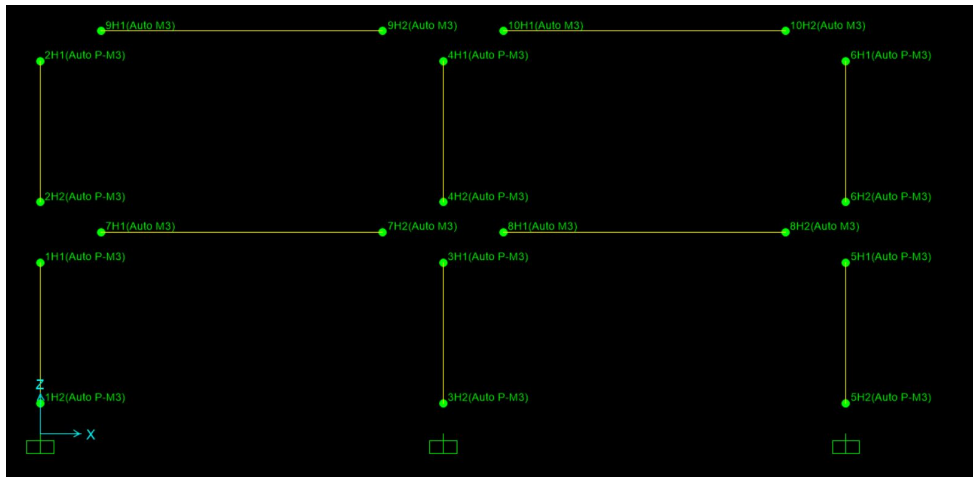 9H1(Auto M3) 9H2(Auto M3) 10H1(Auto M3) 10H2(Auto M3)
2H1(Auto P-M3) 4H1(Auto P-M3) 6H1(Auto P-M3)
2H2(Auto P-M3) 4H2(Auto P-M3) 6H2(Auto P-M3)
7H1(Auto M3) 7H2(Auto M3) 8H1(Auto M3) 8H2(Auto M3)
1H1(Auto P-M3) 3H1(Auto P-M3) 5H1(Auto P-M3)
Z
1H2(Auto P-M3) 3H2(Auto P-M3) 5H2(Auto P-M3)
X